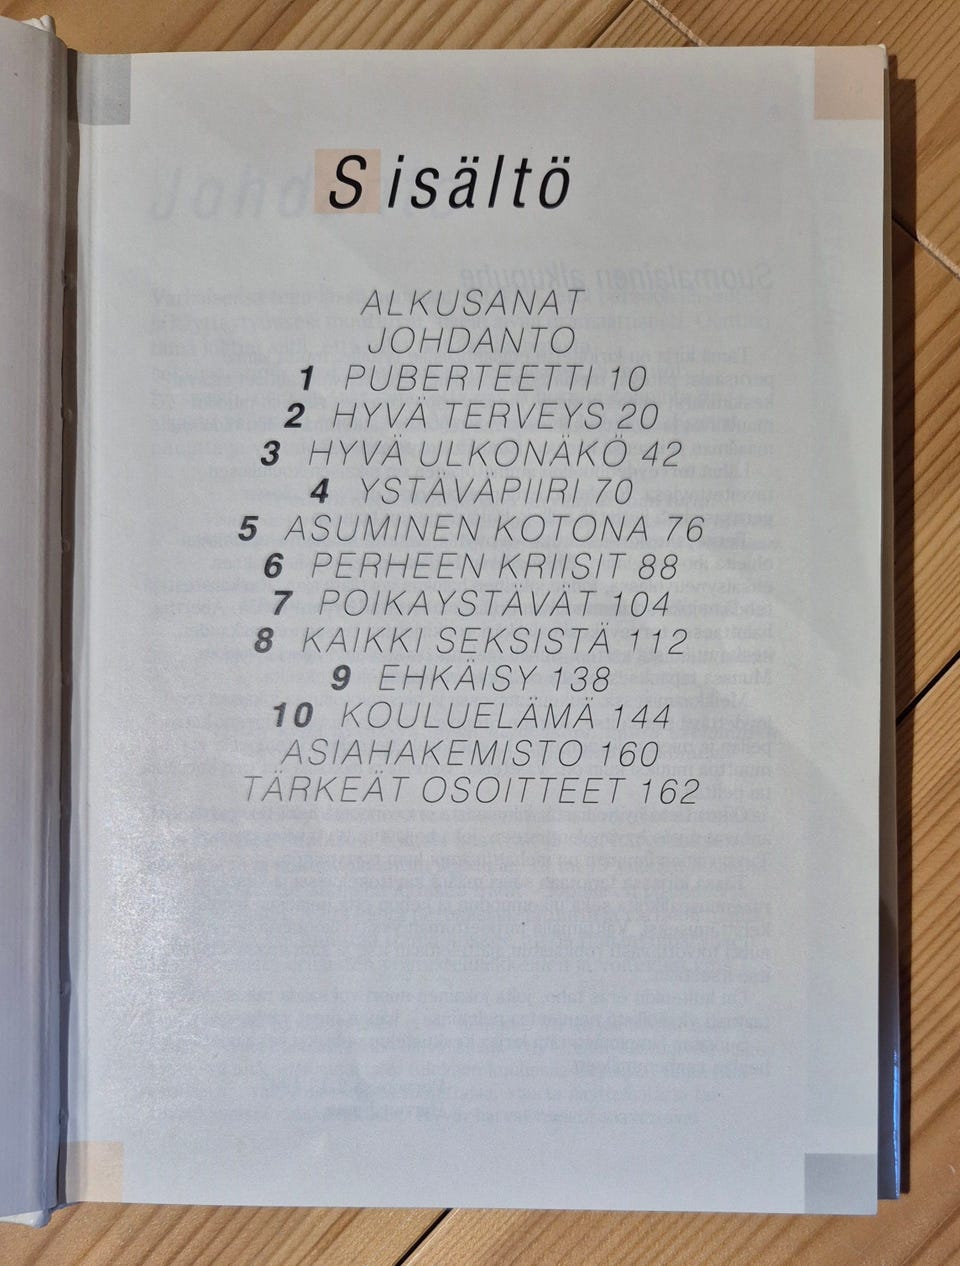 Sisältö
ALKUSANAT
JOHDANTO
1 PUBERTEETTI 10
2 HYVÄ TERVEYS 20
3 HYVÄ ULKONÄKÖ 42
4 YSTÄVÄPIIRI 70
5 ASUMINEN KOTONA 76
6 PERHEEN KRIISIT 88
7 POIKAYSTÄVÄT 104
8 KAIKKI SEKSISTÄ 112
9 EHKÄISY 138
10 KOULUELÄMÄ 144
ASIAHAKEMISTO 160
TÄRKEÄT OSOITTEET 162